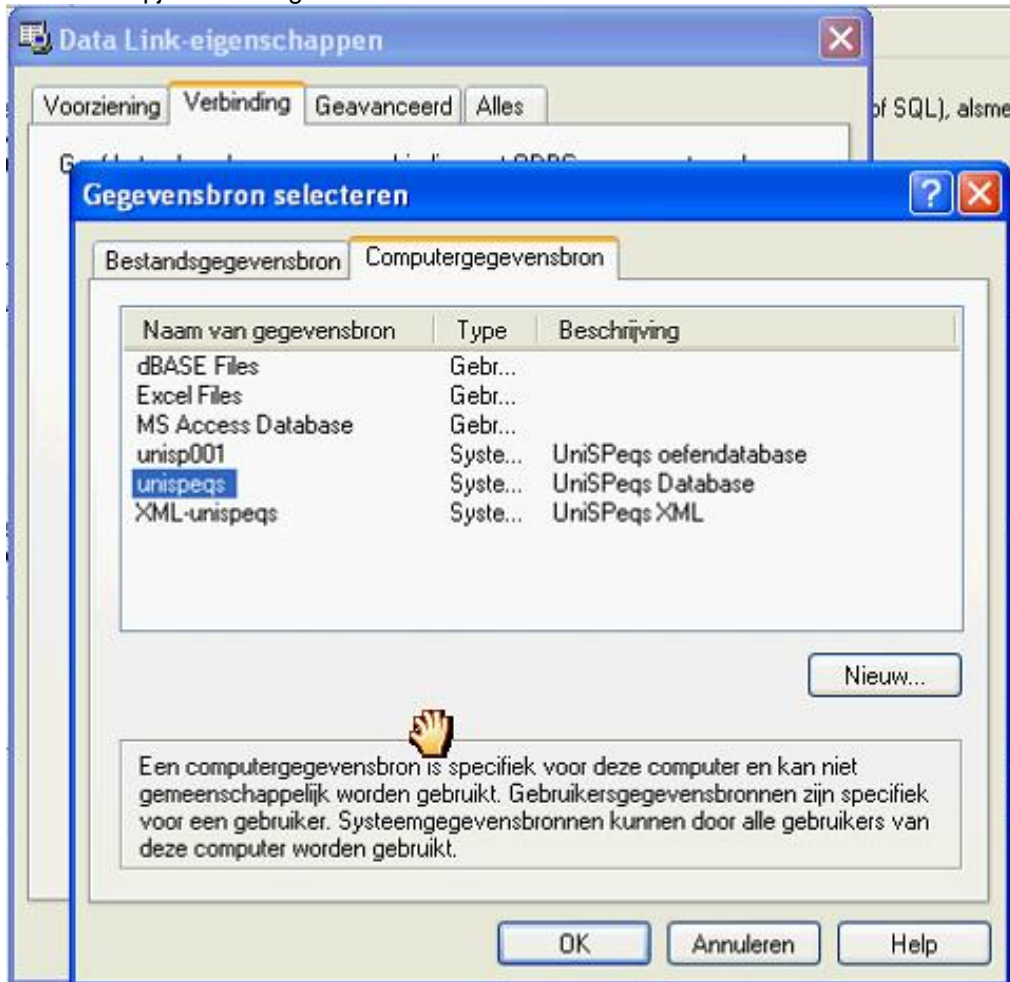 Data Link-eigenschappen
Voorziening Verbinding Geavanceerd Alles
of SQL), alsme
Gegevensbron selecteren
Bestandsgegevensbron Computergegevensbron
Naam van gegevensbron Type Beschrijving
dBASE Files Gebr...
Excel Files Gebr...
MS Access Database Gebr...
unisp001 Syste... UniSPeqs oefendatabase
unispeqs Syste... UniSPeqs Database
XML-unispeqs Syste... UniSPeqs XML
Nieuw...
Een computergegevensbron is specifiek voor deze computer en kan niet
gemeenschappelijk worden gebruikt. Gebruikersgegevensbronnen zijn specifiek
voor een gebruiker. Systeemgegevensbronnen kunnen door alle gebruikers van
deze computer worden gebruikt.
OK Annuleren Help